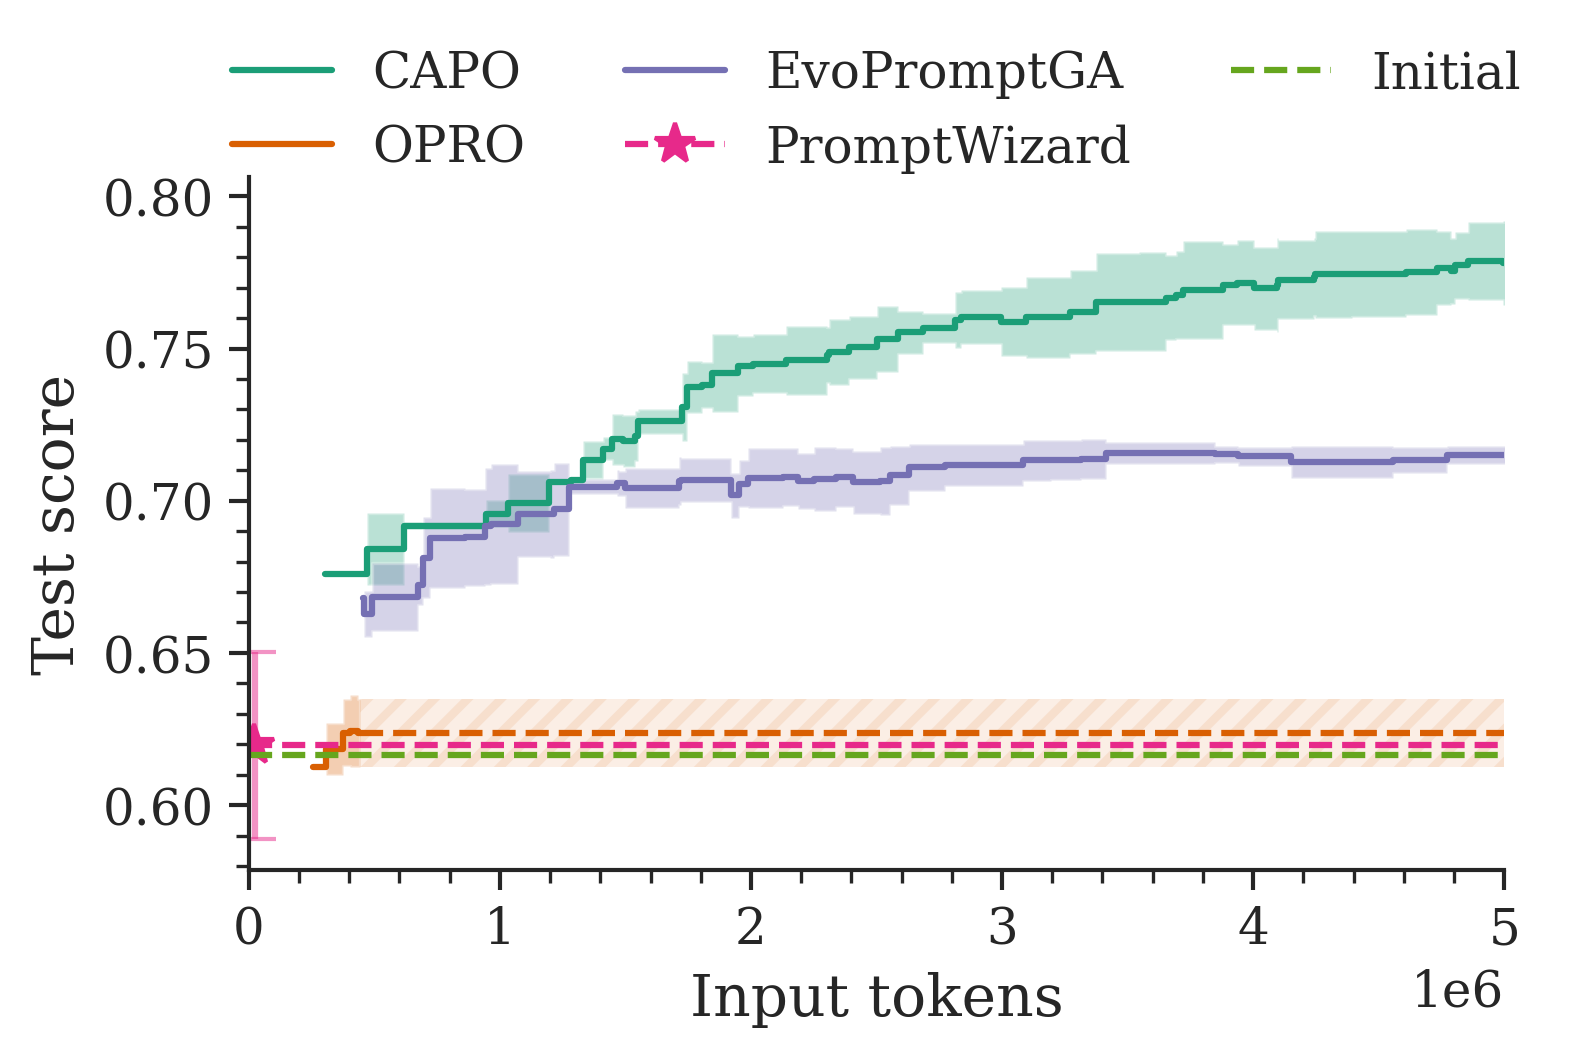 CAPO EvoPromptGA Initial
OPRO PromptWizard
0.80
0.75
0.70
0.65
0.60
Test score
0 1 2 3 4 5
1e6
Input tokens